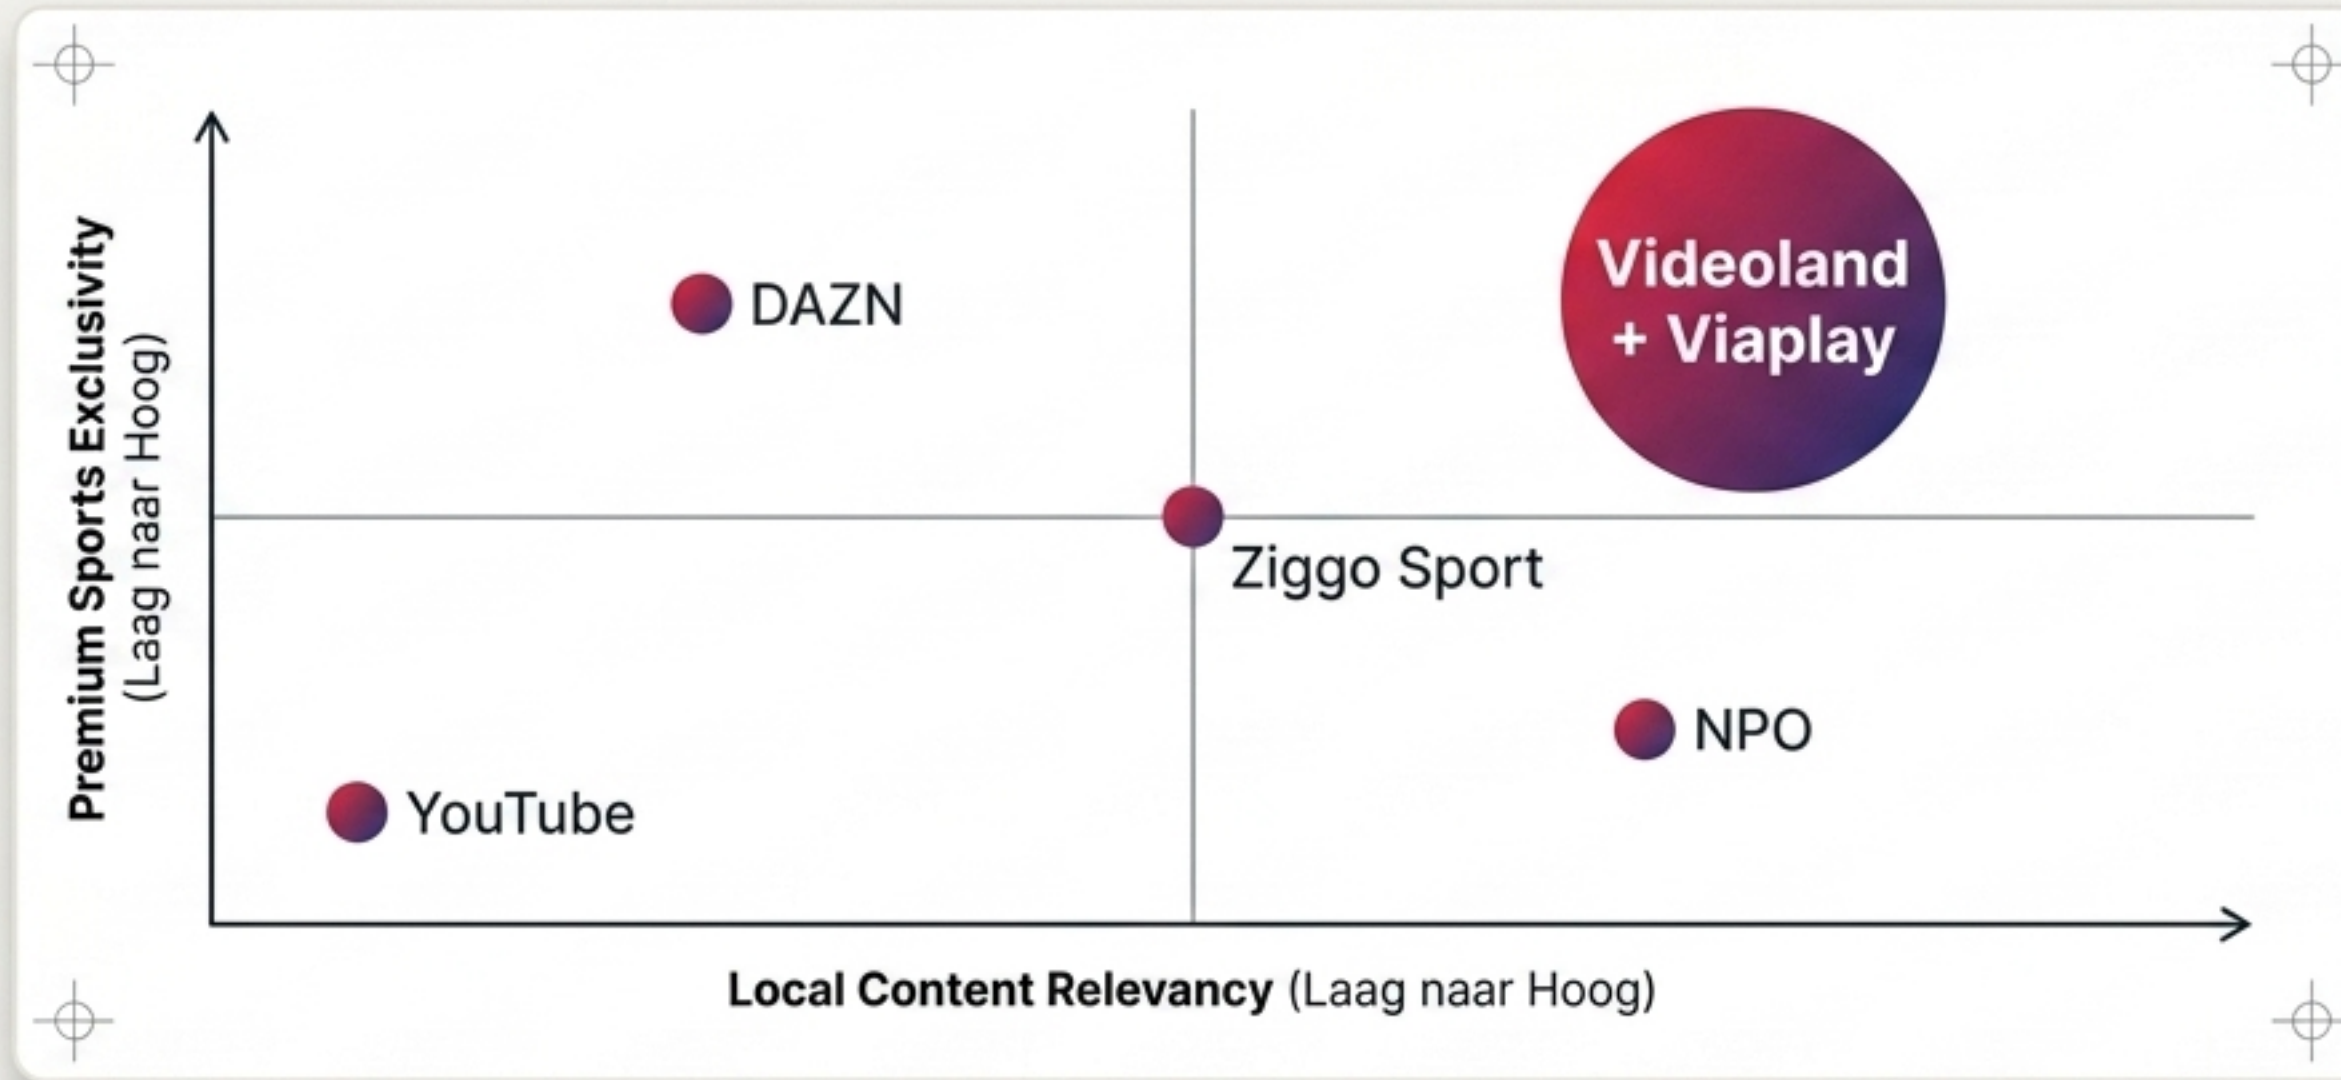 Premium Sports Exclusivity
(Laag naar Hoog)
DAZN
Videoland
+ Viaplay
Ziggo Sport
NPO
YouTube
Local Content Relevancy (Laag naar Hoog)